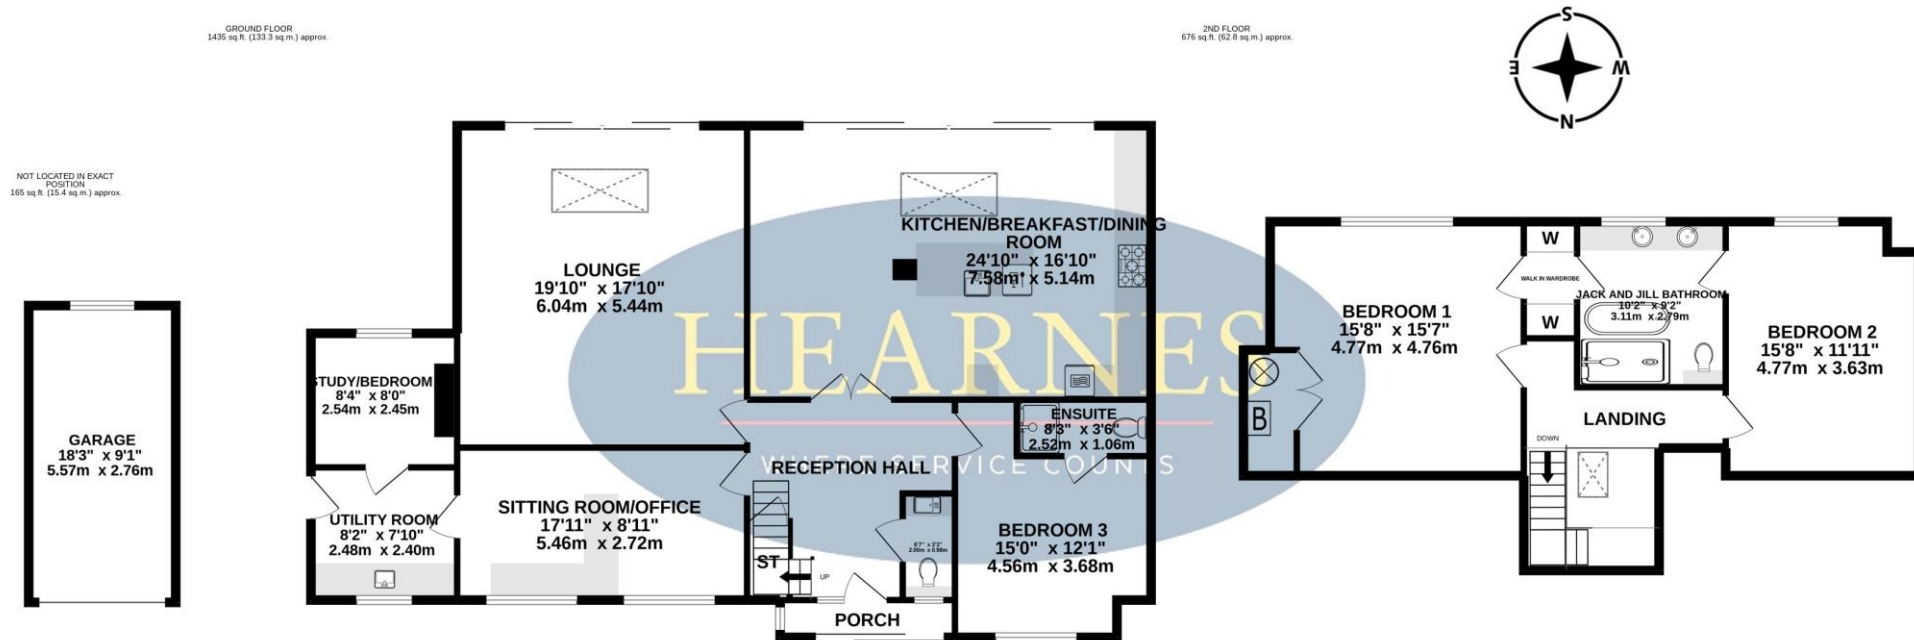 GROUND FLOOR
1435 sq.ft. (133.3 sq.m.) approx.
2ND FLOOR
676 sq.ft. (62.8 sq.m.) approx.
S
E
W
N
NOT LOCATED IN EXACT
POSITION
165 sq.ft. (15.4 sq.m.) approx.
GARAGE
18'3" x 9'1"
5.57m x 2.76m
LOUNGE
19'10" x 17'10"
6.04m x 5.44m
KITCHEN/BREAKFAST/DINING
ROOM
24'10" x 16'10"
7.58m x 5.14m
STUDY/BEDROOM
8'4" x 8'0"
2.54m x 2.45m
UTILITY ROOM
8'2" x 7'10"
2.48m x 2.40m
SITTING ROOM/OFFICE
17'11" x 8'11"
5.46m x 2.72m
RECEPTION HALL
ENSUITE
8'3" x 3'6"
2.52m x 1.06m
6'7" x 3'3"
2.00m x 0.98m
BEDROOM 3
15'0" x 12'1"
4.56m x 3.68m
ST
UP
PORCH
HEARNES
WHERE SERVICE COUNTS
BEDROOM 1
15'8" x 15'7"
4.77m x 4.76m
B
W
WALK IN WARDROBE
W
JACK AND JILL BATHROOM
10'2" x 9'2"
3.11m x 2.79m
BEDROOM 2
15'8" x 11'11"
4.77m x 3.63m
LANDING
DOWN